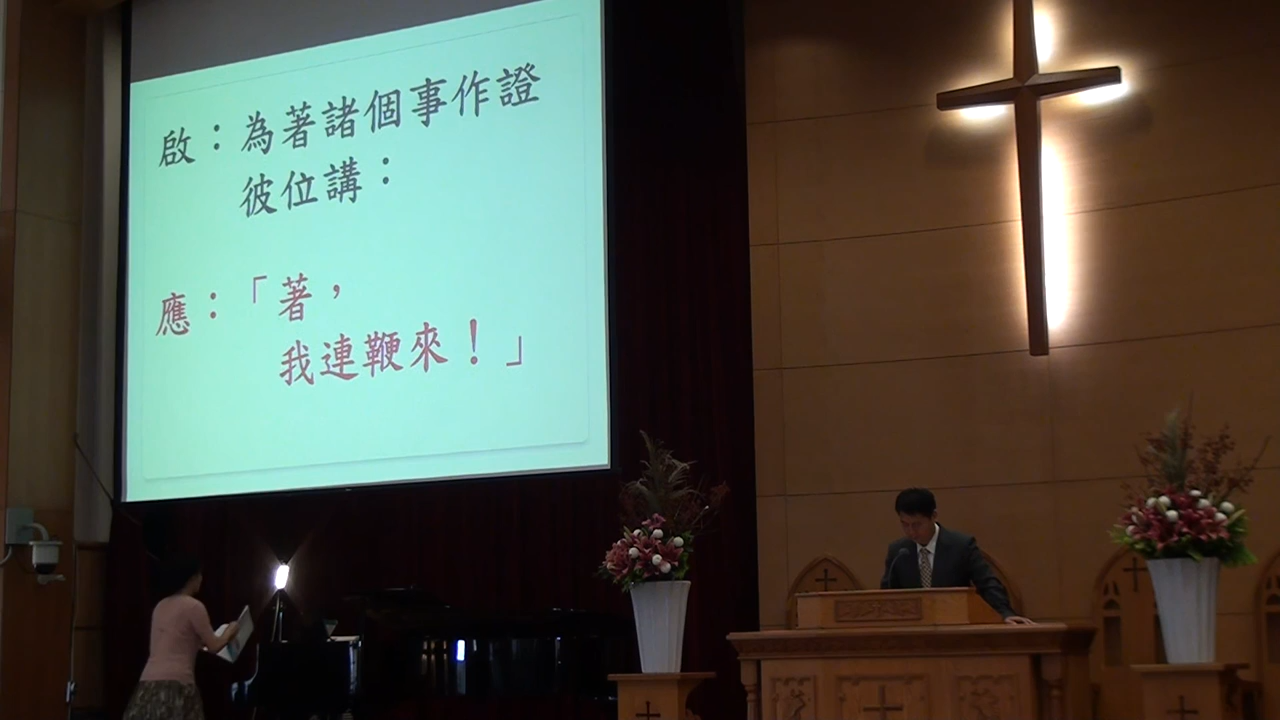 啟：為著諸個事作證
彼位講：
應：「著，
我連鞭來！」